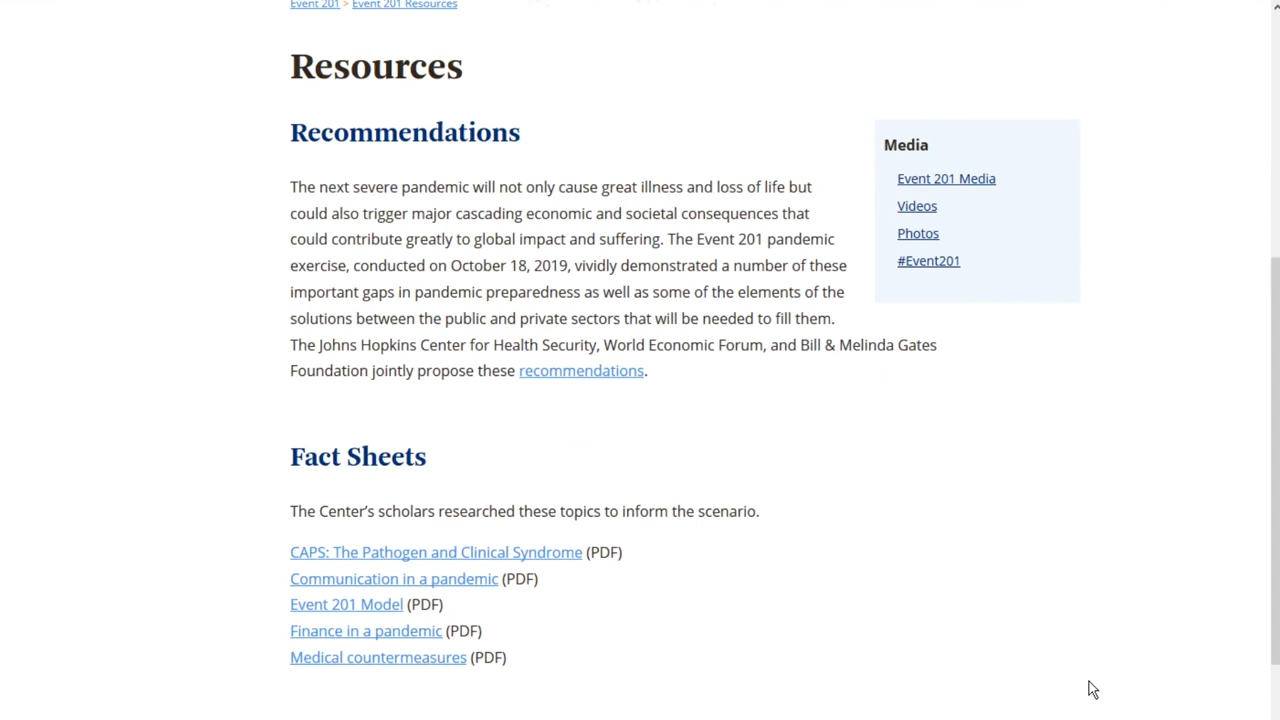 Event 201 > Event 201 Resources
Resources
Recommendations
The next severe pandemic will not only cause great illness and loss of life but
could also trigger major cascading economic and societal consequences that
could contribute greatly to global impact and suffering. The Event 201 pandemic
exercise, conducted on October 18, 2019, vividly demonstrated a number of these
important gaps in pandemic preparedness as well as some of the elements of the
solutions between the public and private sectors that will be needed to fill them.
The Johns Hopkins Center for Health Security, World Economic Forum, and Bill & Melinda Gates
Foundation jointly propose these recommendations.
Media
Event 201 Media
Videos
Photos
#Event201
Fact Sheets
The Center’s scholars researched these topics to inform the scenario.
CAPS: The Pathogen and Clinical Syndrome (PDF)
Communication in a pandemic (PDF)
Event 201 Model (PDF)
Finance in a pandemic (PDF)
Medical countermeasures (PDF)